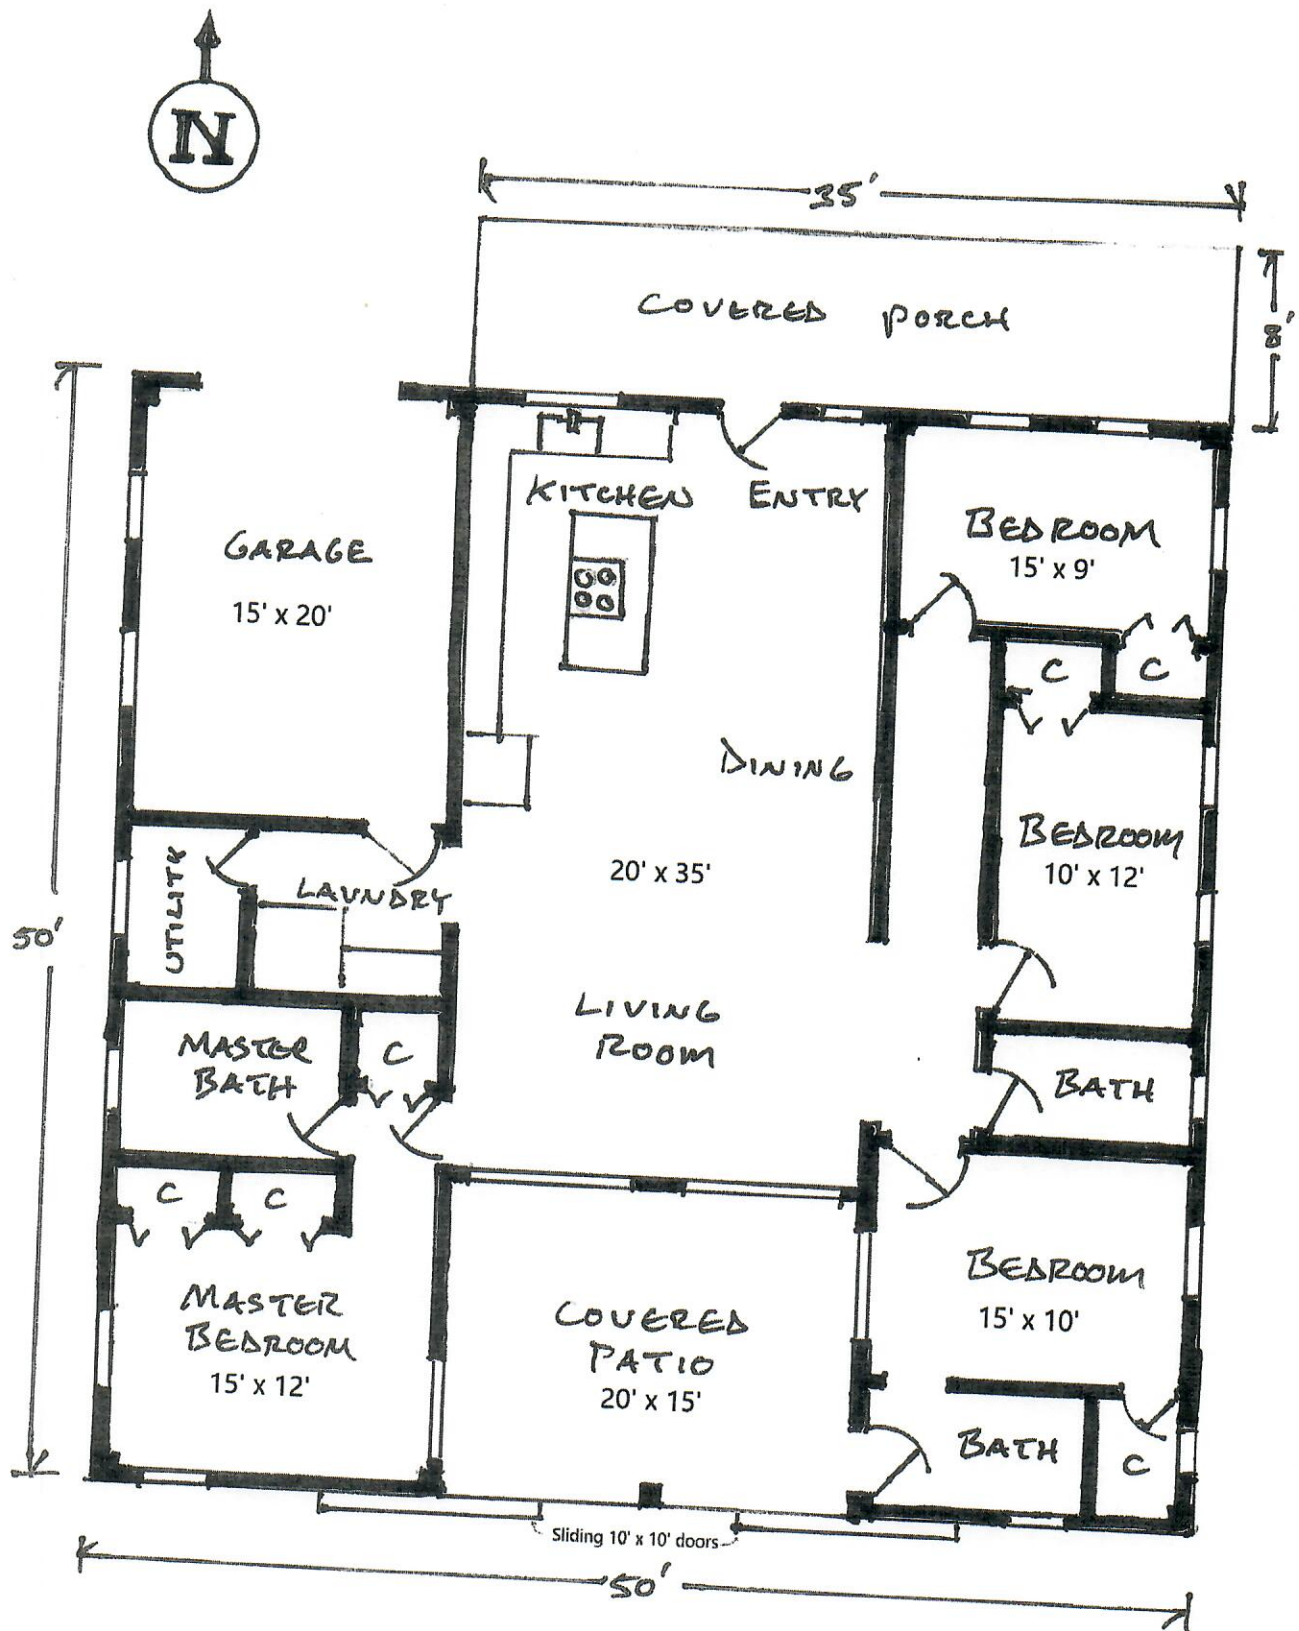 N
35'
COVERED PORCH
8'
KITCHEN
ENTRY
GARAGE
15' x 20'
BEDROOM
15' x 9'
C
C
DINING
BEDROOM
10' x 12'
20' x 35'
UTILITY
LAUNDRY
50'
LIVING
ROOM
MASTER
BATH
C
BATH
C
C
MASTER
BEDROOM
15' x 12'
COVERED
PATIO
20' x 15'
BEDROOM
15' x 10'
BATH
C
Sliding 10' x 10' doors
50'